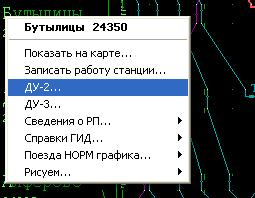 Бутылицы
Бутылицы 24350
Показать на карте...
Записать работу станции...
ДУ-2...
ДУ-3...
Сведения о РП...
Справки ГИД...
Поезда НОРМ графика...
Рисуем...